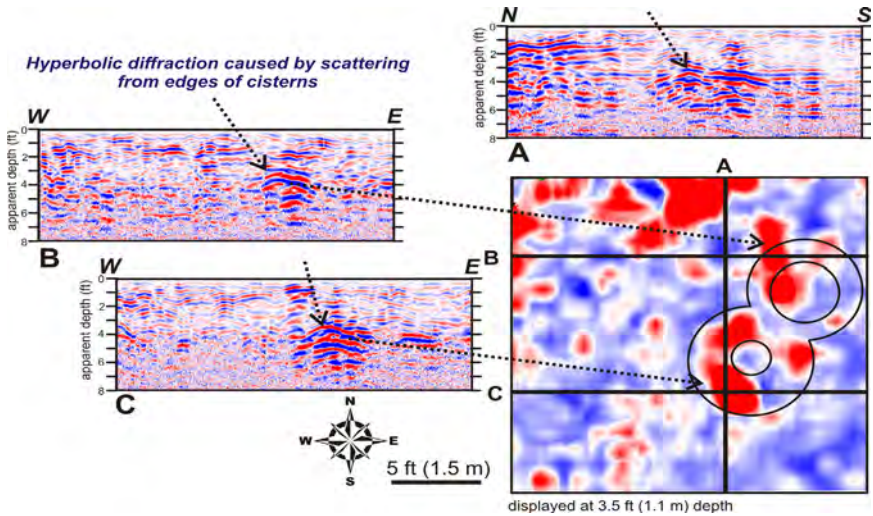 N
S
0
2
4
6
8
apparent depth (ft)
A
Hyperbolic diffraction caused by scattering
from edges of cisterns
W
E
0
2
4
6
8
apparent depth (ft)
B
W
E
0
2
4
6
8
apparent depth (ft)
C
A
B
C
N
W
E
S
5 ft (1.5 m)
displayed at 3.5 ft (1.1 m) depth